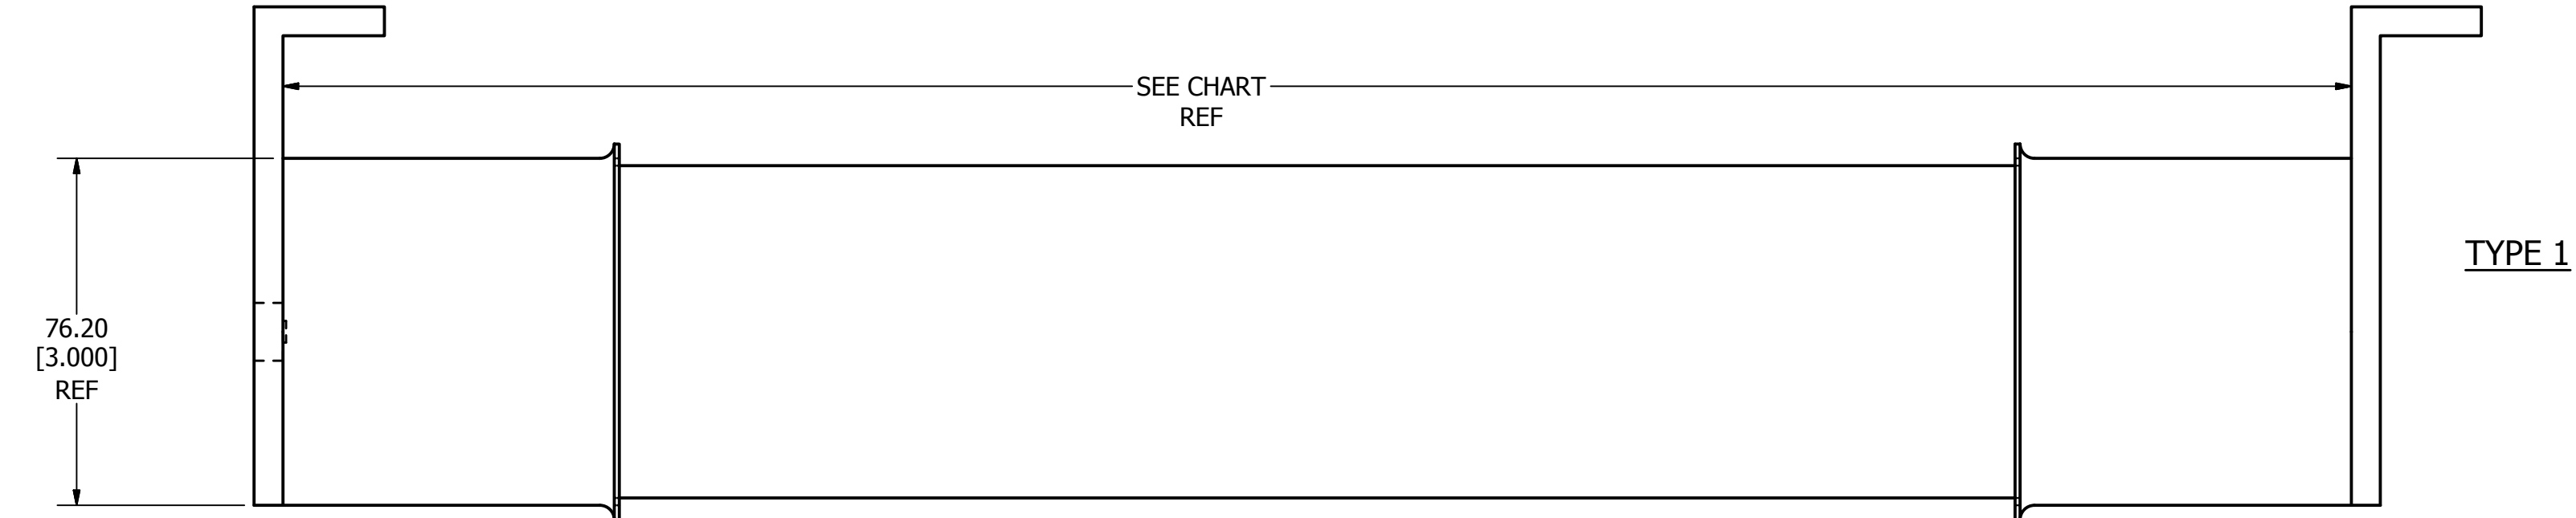 SEE CHART
REF
TYPE 1
76.20
[3.000]
REF